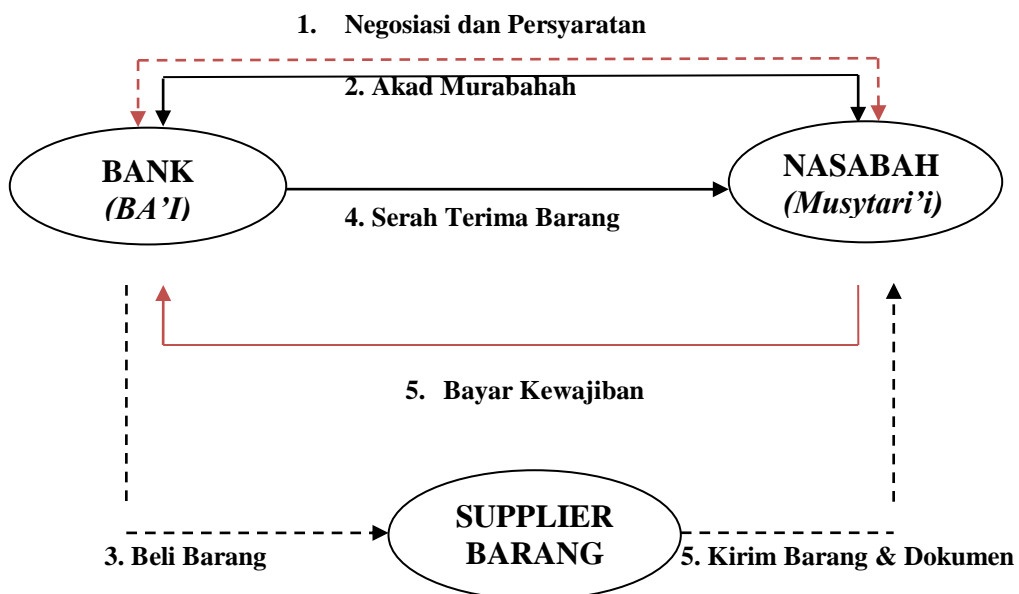 1. Negosiasi dan Persyaratan
2. Akad Murabahah
BANK
(BA’I)
NASABAH
(Musytari’i)
4. Serah Terima Barang
5. Bayar Kewajiban
SUPPLIER
BARANG
3. Beli Barang
5. Kirim Barang & Dokumen